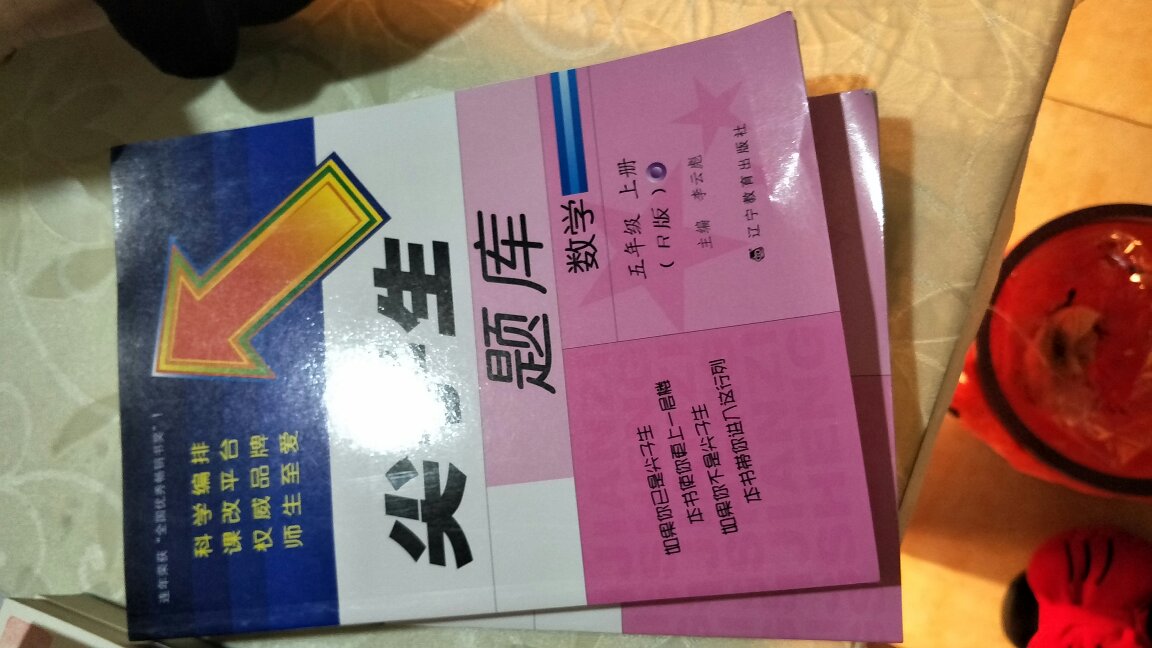 连年荣获“全国优秀畅销书奖”！
科学编排
课改平台
权威品牌
师生至爱
尖子生
题库
数学
五年级 上册
（R版）
主编 李云彪
辽宁教育出版社
如果你已是尖子生
本书使你更上一层楼
如果你不是尖子生
本书带你进入这行列